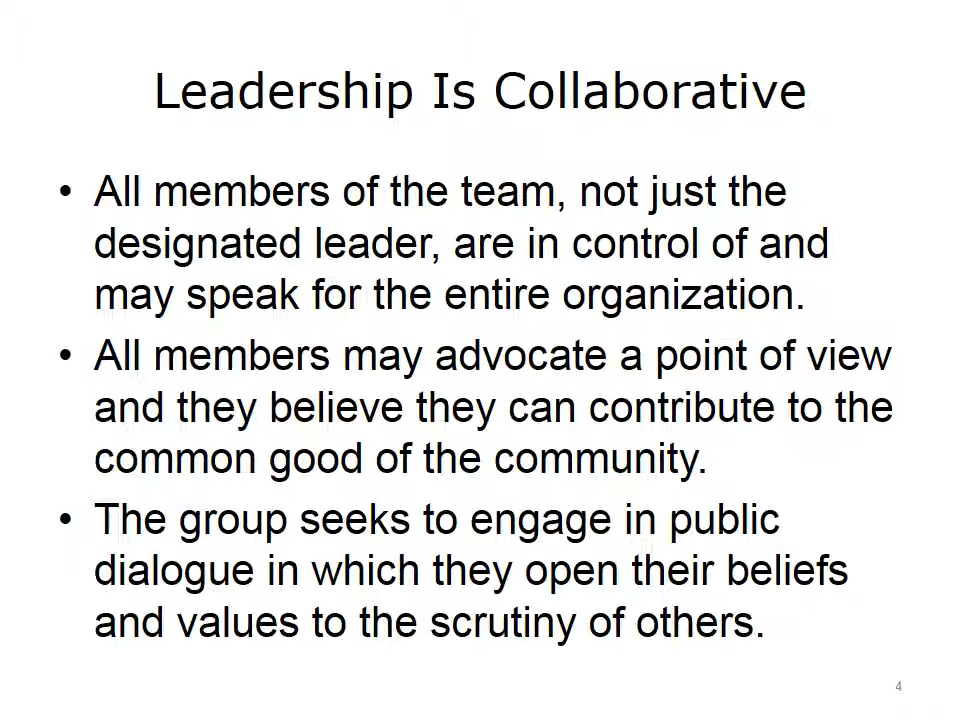 Leadership Is Collaborative
• All members of the team, not just the
designated leader, are in control of and
may speak for the entire organization.
• All members may advocate a point of view
and they believe they can contribute to the
common good of the community.
• The group seeks to engage in public
dialogue in which they open their beliefs
and values to the scrutiny of others.
4